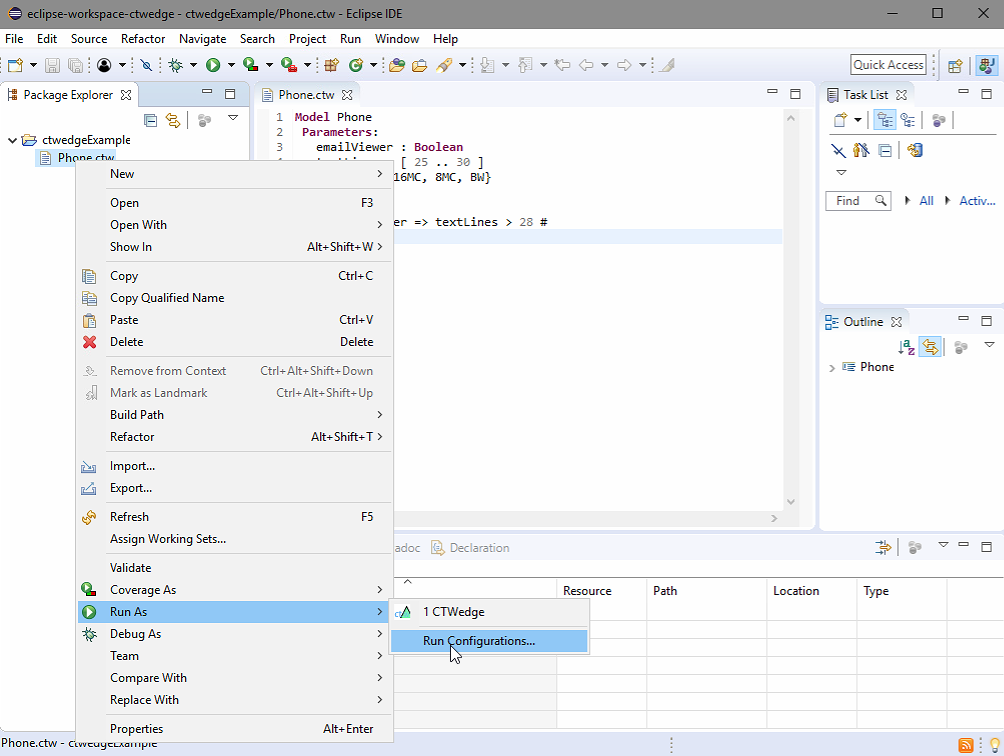 eclipse-workspace-ctwedge - ctwedgeExample/Phone.ctw - Eclipse IDE
File Edit Source Refactor Navigate Search Project Run Window Help
Quick Access
Package Explorer
ctwedgeExample
Phone.ctw
Phone.ctw
1 Model Phone
2 Parameters:
3 emailViewer : Boolean
[ 25 .. 30 ]
16MC, 8MC, BW}
er => textLines > 28 #
Task List
Find All Activ...
Outline
Phone
New
Open F3
Open With
Show In Alt+Shift+W
Copy Ctrl+C
Copy Qualified Name
Paste Ctrl+V
Delete Delete
Remove from Context Ctrl+Alt+Shift+Down
Mark as Landmark Ctrl+Alt+Shift+Up
Build Path
Refactor Alt+Shift+T
Import...
Export...
Refresh F5
Assign Working Sets...
Validate
Coverage As
Run As
Debug As
Team
Compare With
Replace With
Properties Alt+Enter
1 CTWedge
Run Configurations...
adoc Declaration
Resource Path Location Type
Phone.ctw - ctwedgeExample